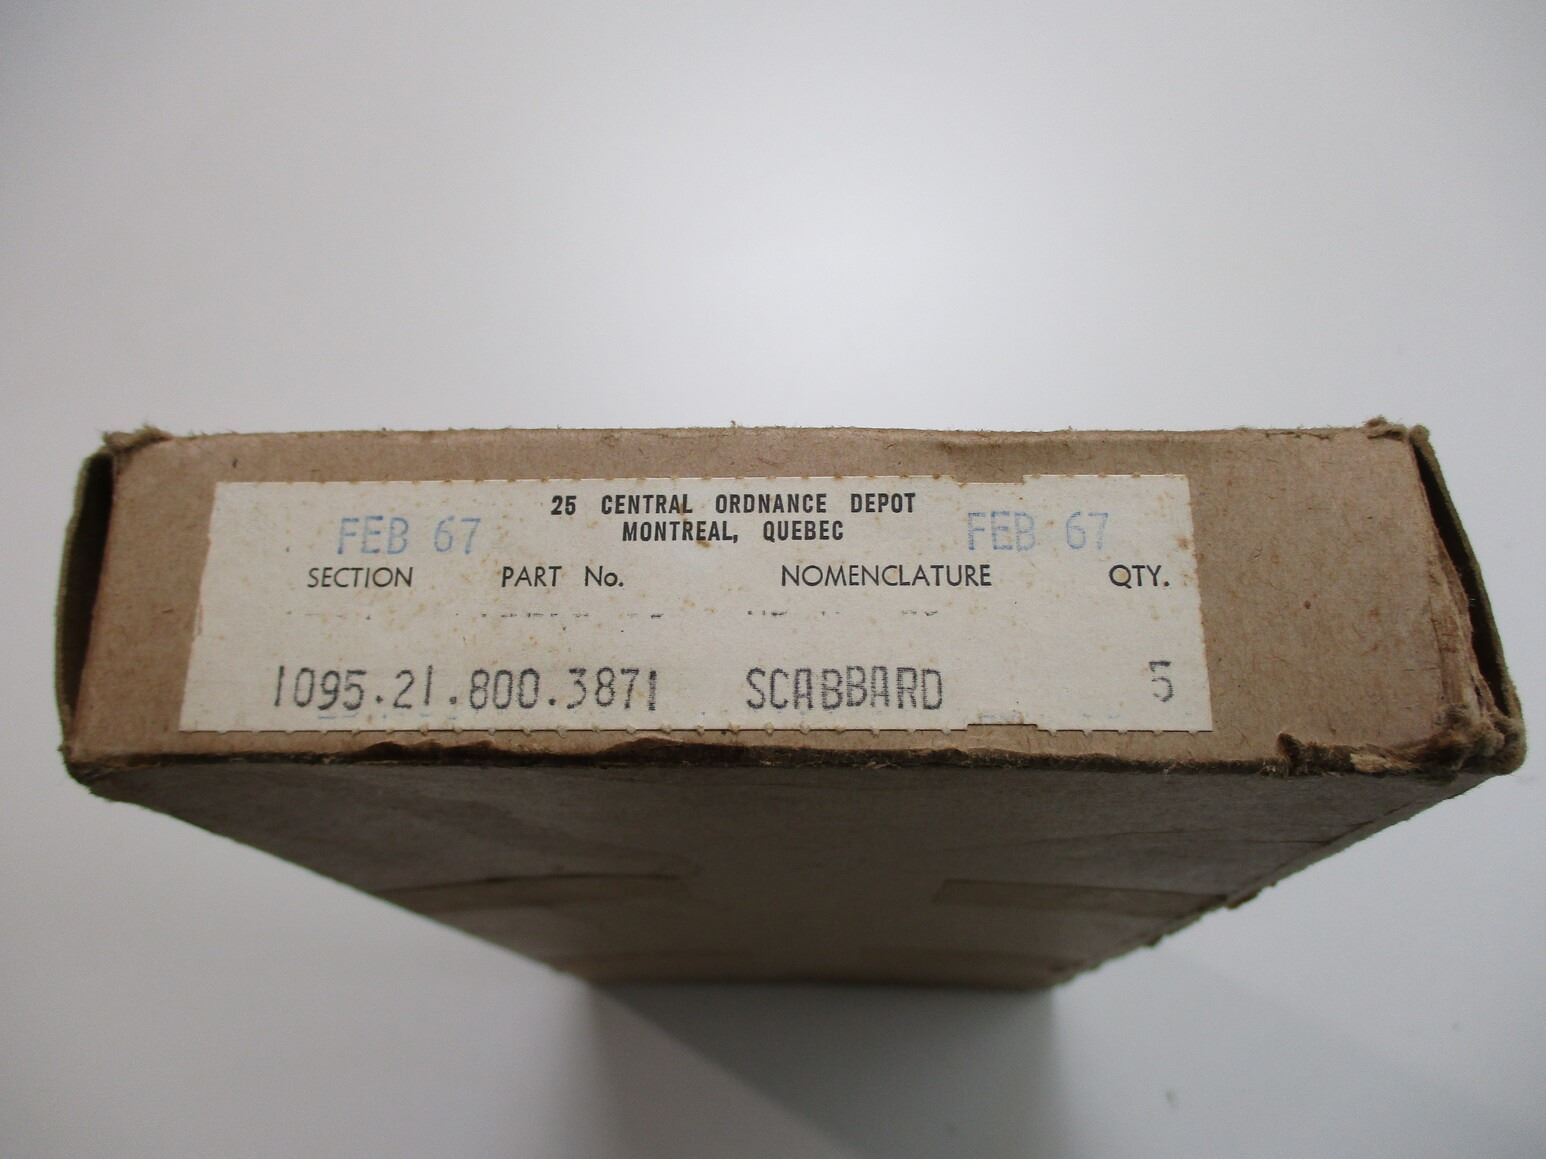 25 CENTRAL ORDNANCE DEPOT
MONTREAL, QUEBEC
FEB 67 FEB 67
SECTION PART No. NOMENCLATURE QTY.
1095.21.800.3871 SCABBARD 5